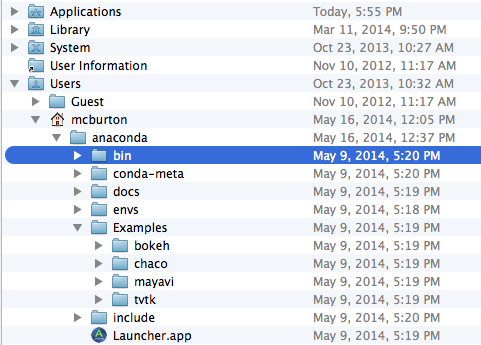 Applications Today, 5:55 PM
Library Mar 11, 2014, 9:50 PM
System Oct 23, 2013, 10:27 AM
User Information Nov 10, 2012, 11:17 AM
Users Oct 23, 2013, 10:32 AM
Guest Nov 10, 2012, 11:17 AM
mcburton May 16, 2014, 12:05 PM
anaconda May 16, 2014, 12:37 PM
bin May 9, 2014, 5:20 PM
conda-meta May 9, 2014, 5:20 PM
docs May 9, 2014, 5:19 PM
envs May 9, 2014, 5:18 PM
Examples May 9, 2014, 5:19 PM
bokeh May 9, 2014, 5:19 PM
chaco May 9, 2014, 5:19 PM
mayavi May 9, 2014, 5:19 PM
tvtk May 9, 2014, 5:19 PM
include May 9, 2014, 5:19 PM
Launcher.app May 9, 2014, 5:19 PM